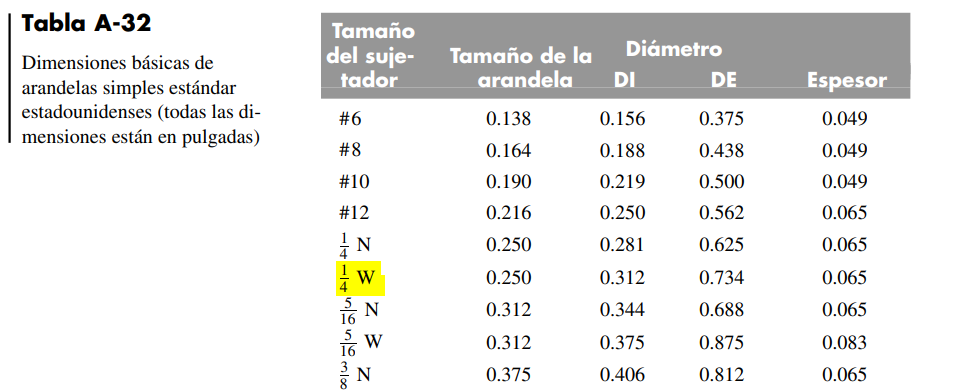 Tabla A-32
Dimensiones básicas de
arandelas simples estándar
estadounidenses (todas las di-
mensiones están en pulgadas)
Tamaño
del suje-
tador
Tamaño de la
arandela
Diámetro
DI DE
Espesor
#6 0.138 0.156 0.375 0.049
#8 0.164 0.188 0.438 0.049
#10 0.190 0.219 0.500 0.049
#12 0.216 0.250 0.562 0.065
1/4 N 0.250 0.281 0.625 0.065
1/4 W 0.250 0.312 0.734 0.065
5/16 N 0.312 0.344 0.688 0.065
5/16 W 0.312 0.375 0.875 0.083
3/8 N 0.375 0.406 0.812 0.065